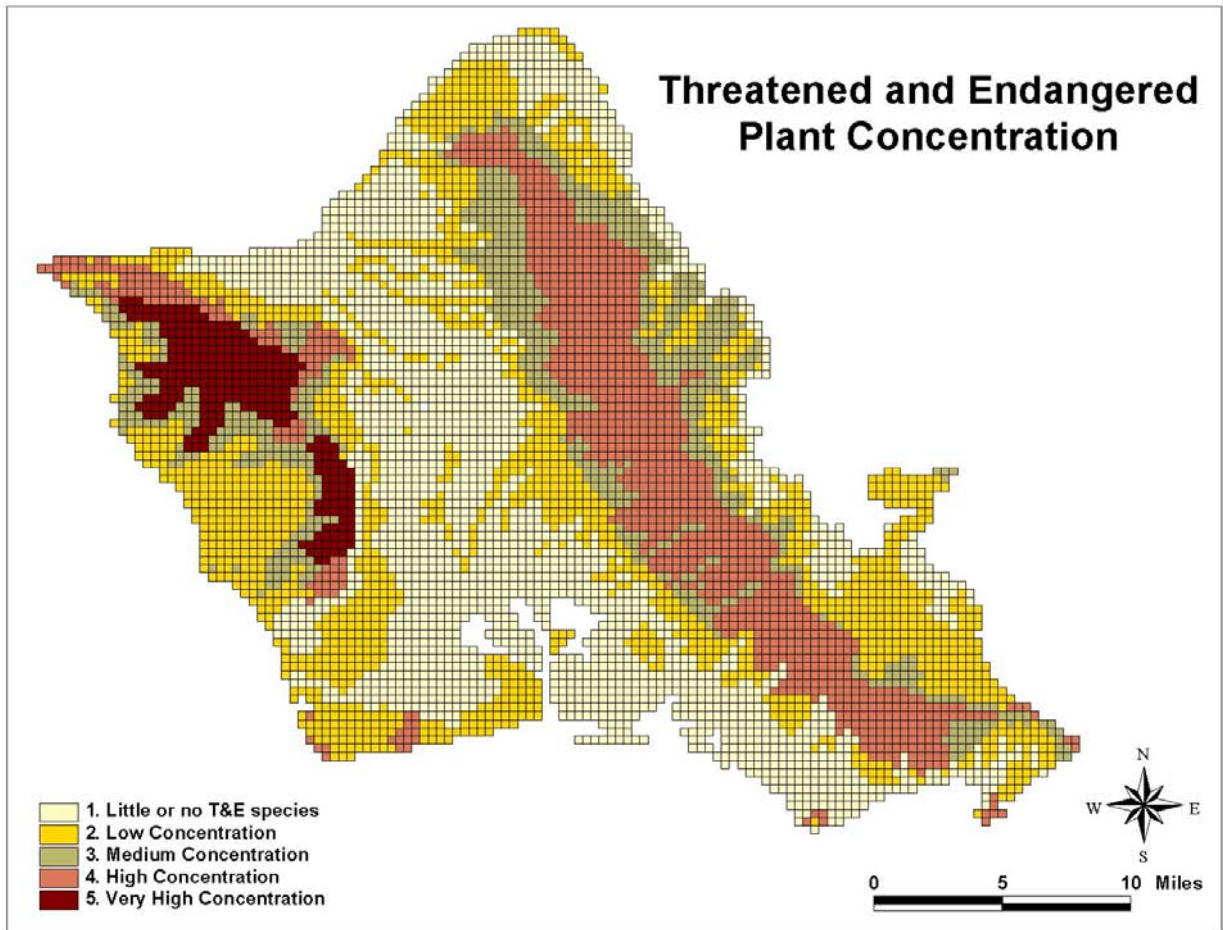 Threatened and Endangered
Plant Concentration
1. Little or no T&E species
2. Low Concentration
3. Medium Concentration
4. High Concentration
5. Very High Concentration
N
W
E
S
0
5
10
Miles